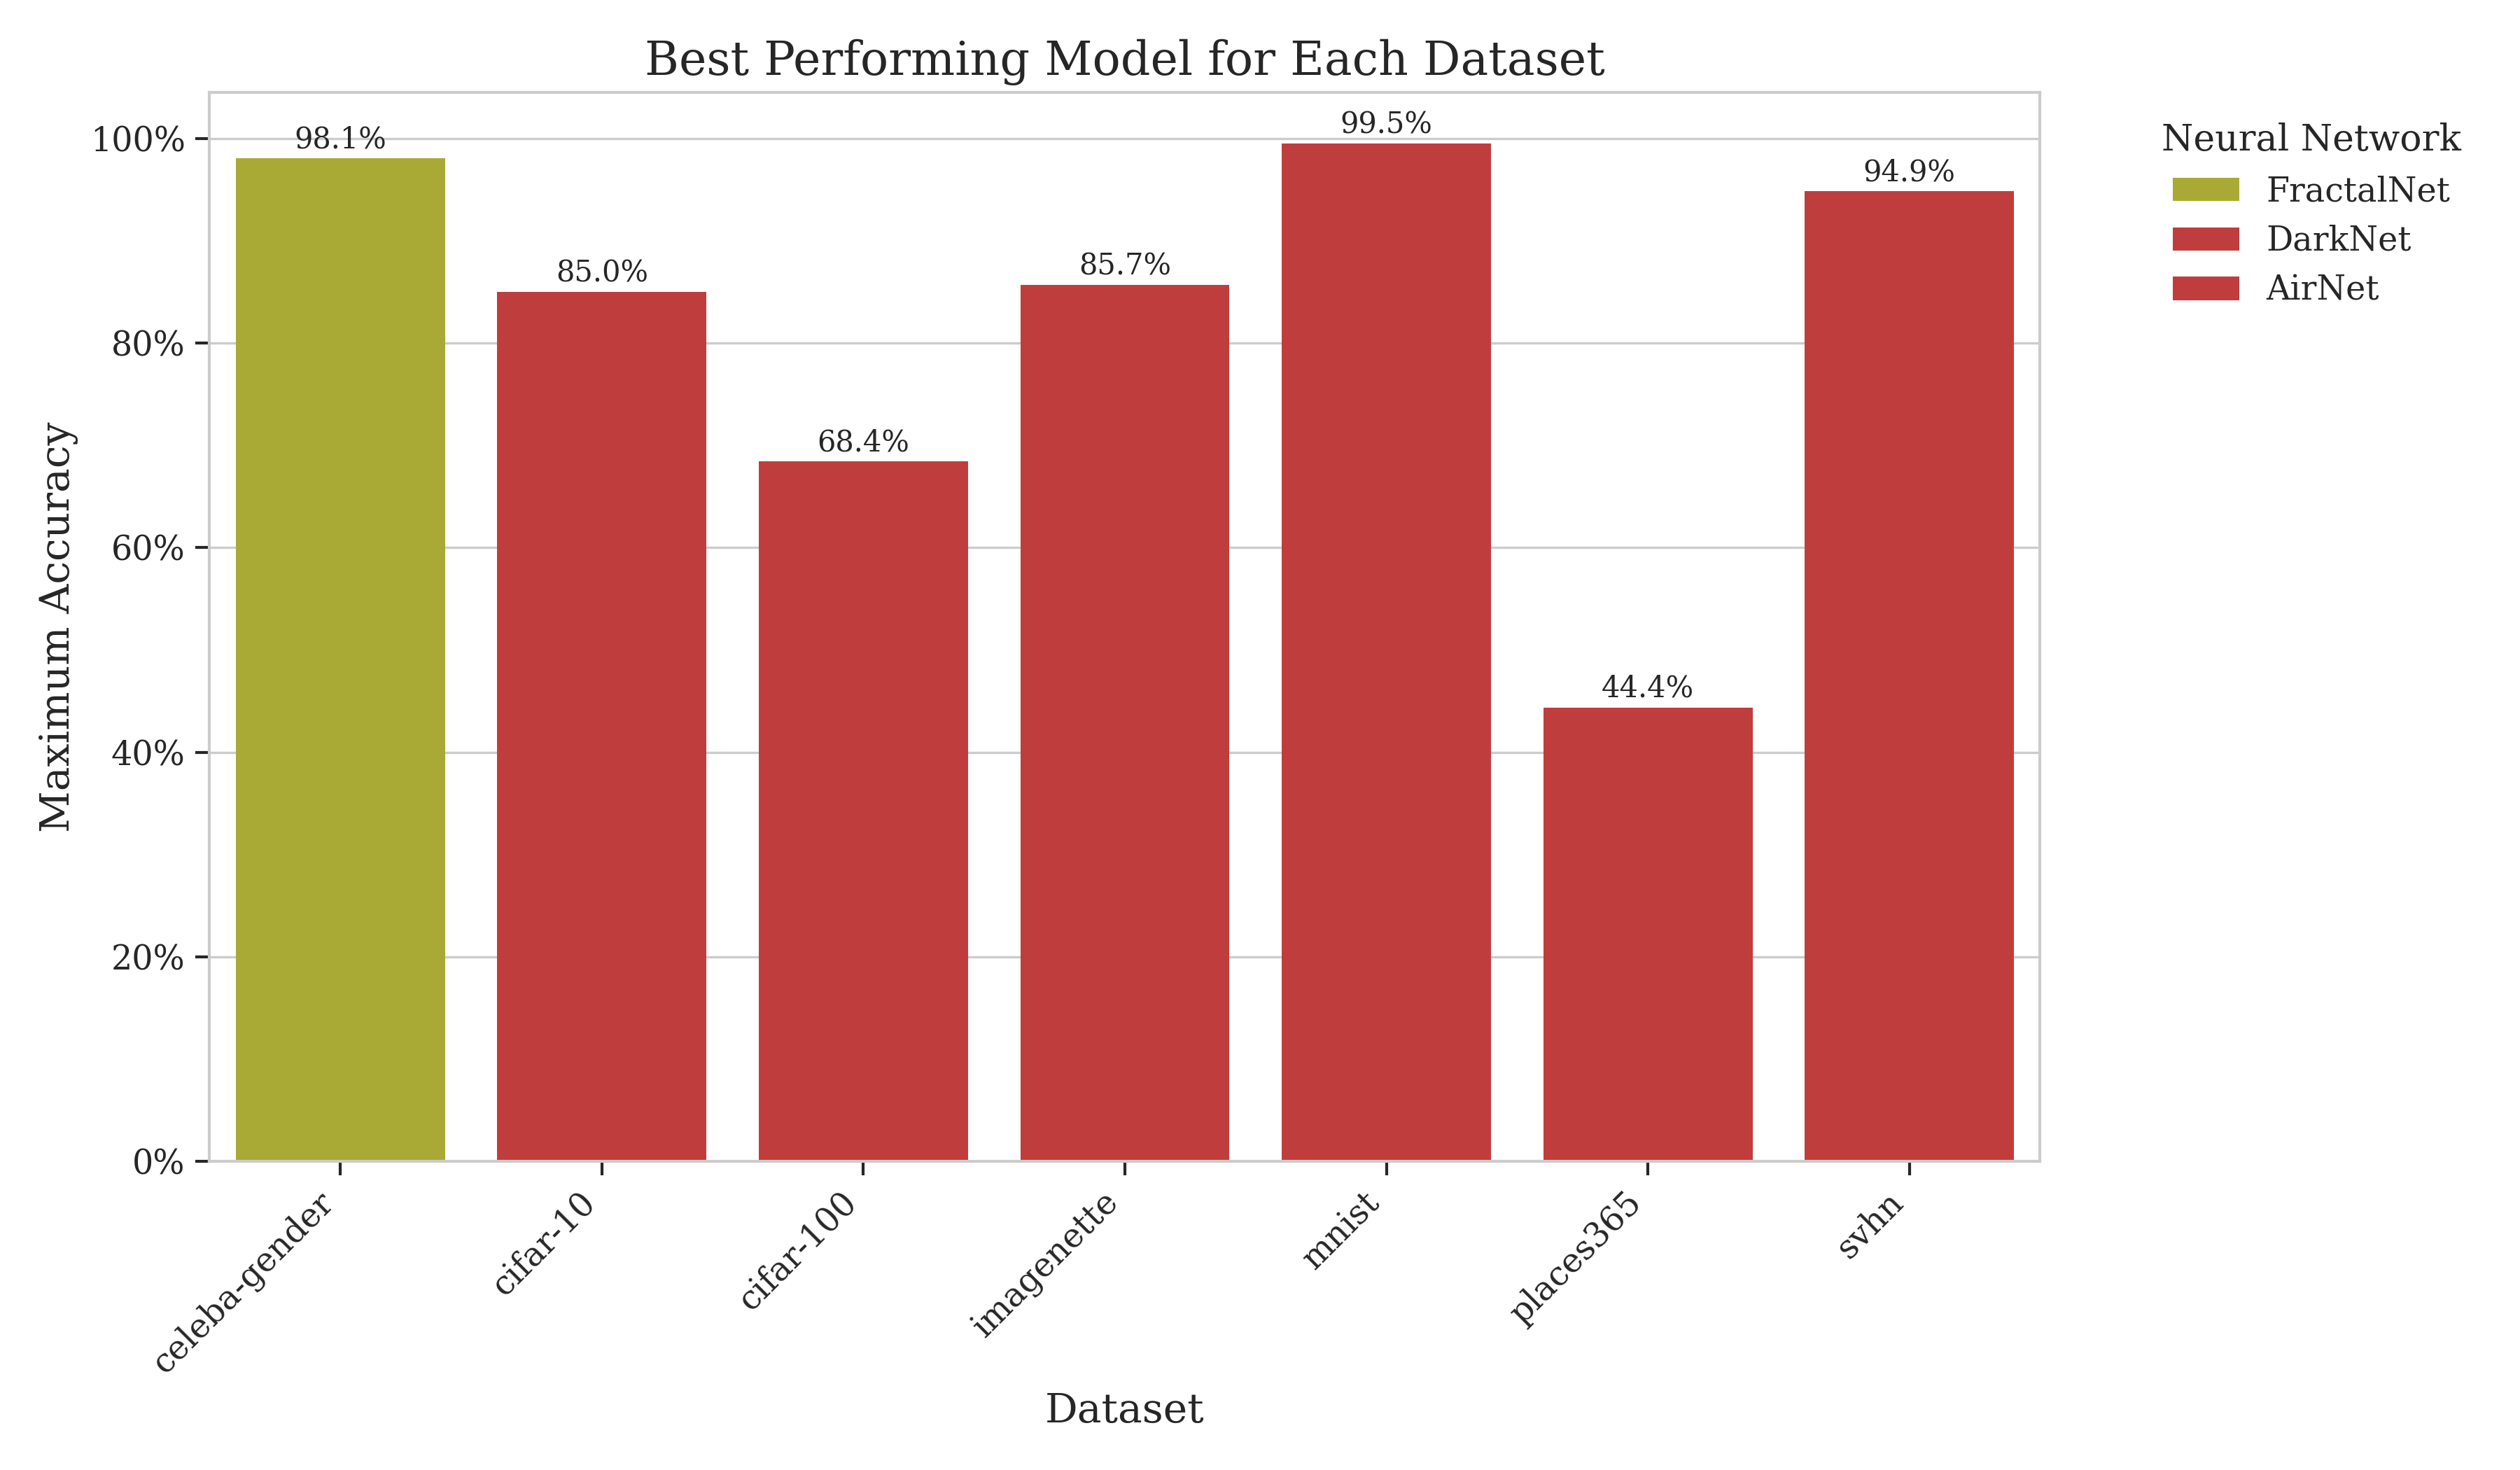 Best Performing Model for Each Dataset
Maximum Accuracy
100%
80%
60%
40%
20%
0%
98.1%
85.0%
68.4%
85.7%
99.5%
44.4%
94.9%
celeba-gender
cifar-10
cifar-100
imagenette
mnist
places365
svhn
Dataset
Neural Network
FractalNet
DarkNet
AirNet